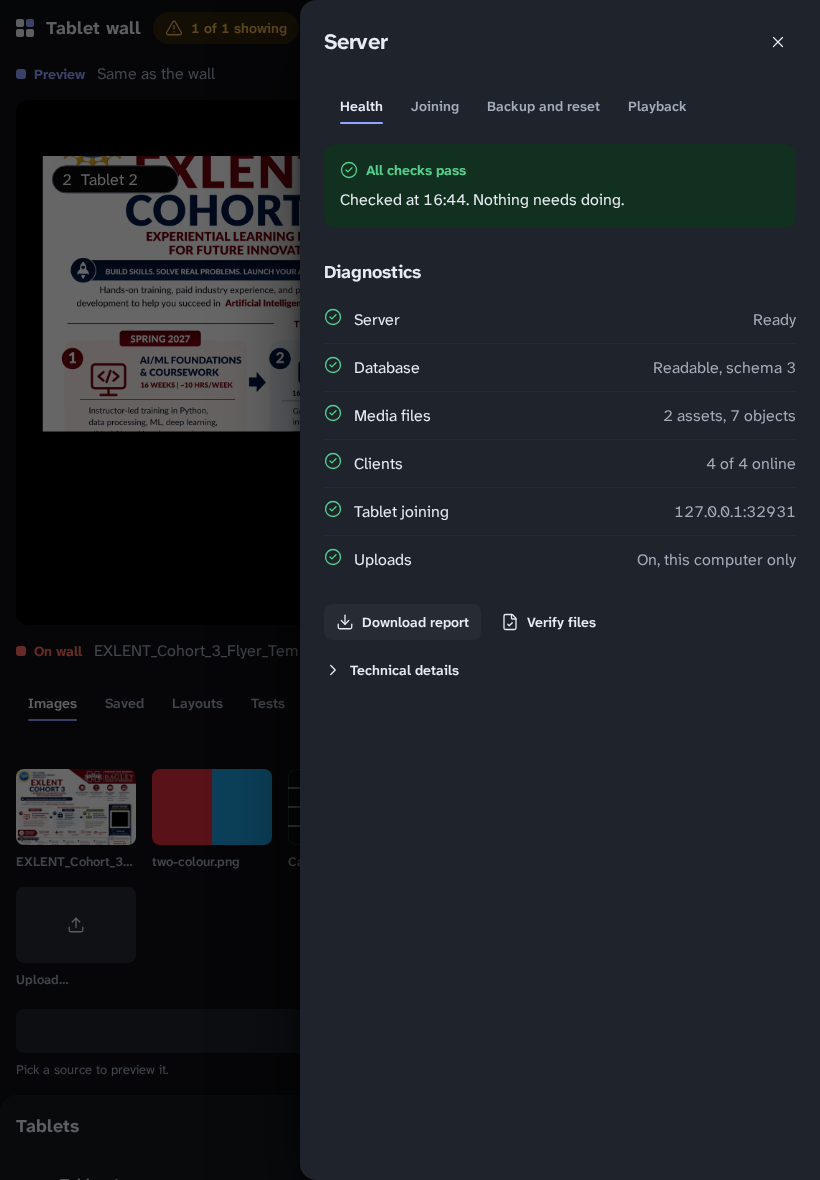 Tablet wall
1 of 1 showing
Preview Same as the wall
2 Tablet 2
EXLENT
COHORT
EXPERIENTIAL LEARNING
FOR FUTURE
BUILD SKILLS. SOLVE REAL PROBLEMS. LAUNCH YOUR
Hands-on training, paid industry experience, and
development to help you succeed in Artificial
SPRING 2027
1
AI/ML FOUNDATIONS
& COURSEWORK
16 WEEKS | ~10 HRS/WEEK
2
Instructor-led training in Python,
data processing, ML, deep learning,
On wall EXLENT_Cohort_3_Flyer_Tem
Images
Saved
Layouts
Tests
EXLENT
COHORT 3
EXLENT_Cohort_3...
two-colour.png
Upload...
Pick a source to preview it.
Tablets
Server
Health
Joining
Backup and reset
Playback
All checks pass
Checked at 16:44. Nothing needs doing.
Diagnostics
Server Ready
Database Readable, schema 3
Media files 2 assets, 7 objects
Clients 4 of 4 online
Tablet joining 127.0.0.1:32931
Uploads On, this computer only
Download report
Verify files
Technical details